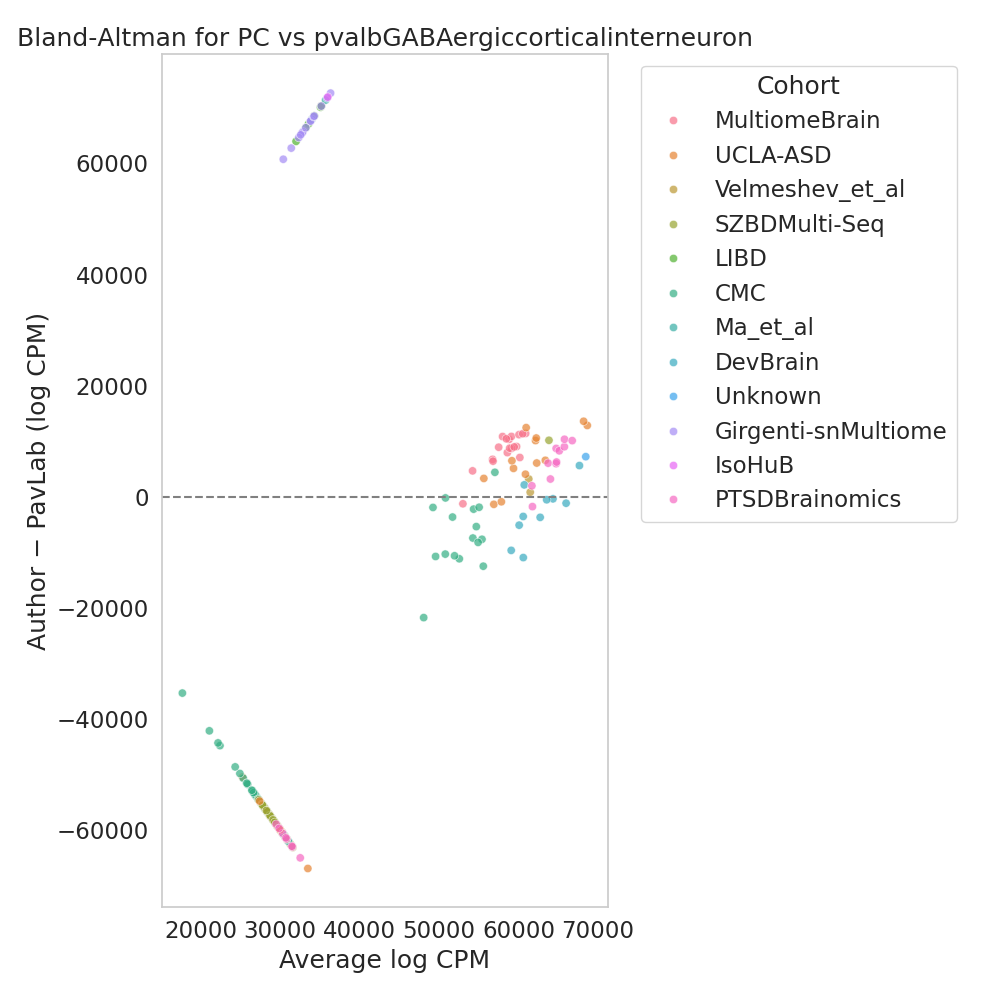 Bland-Altman for PC vs pvalbGABAergiccorticalinterneuron
Author − PavLab (log CPM)
60000
40000
20000
0
−20000
−40000
−60000
20000 30000 40000 50000 60000 70000
Average log CPM
Cohort
MultiomeBrain
UCLA-ASD
Velmeshev_et_al
SZBDMulti-Seq
LIBD
CMC
Ma_et_al
DevBrain
Unknown
Girgenti-snMultiome
IsoHuB
PTSDBrainomics